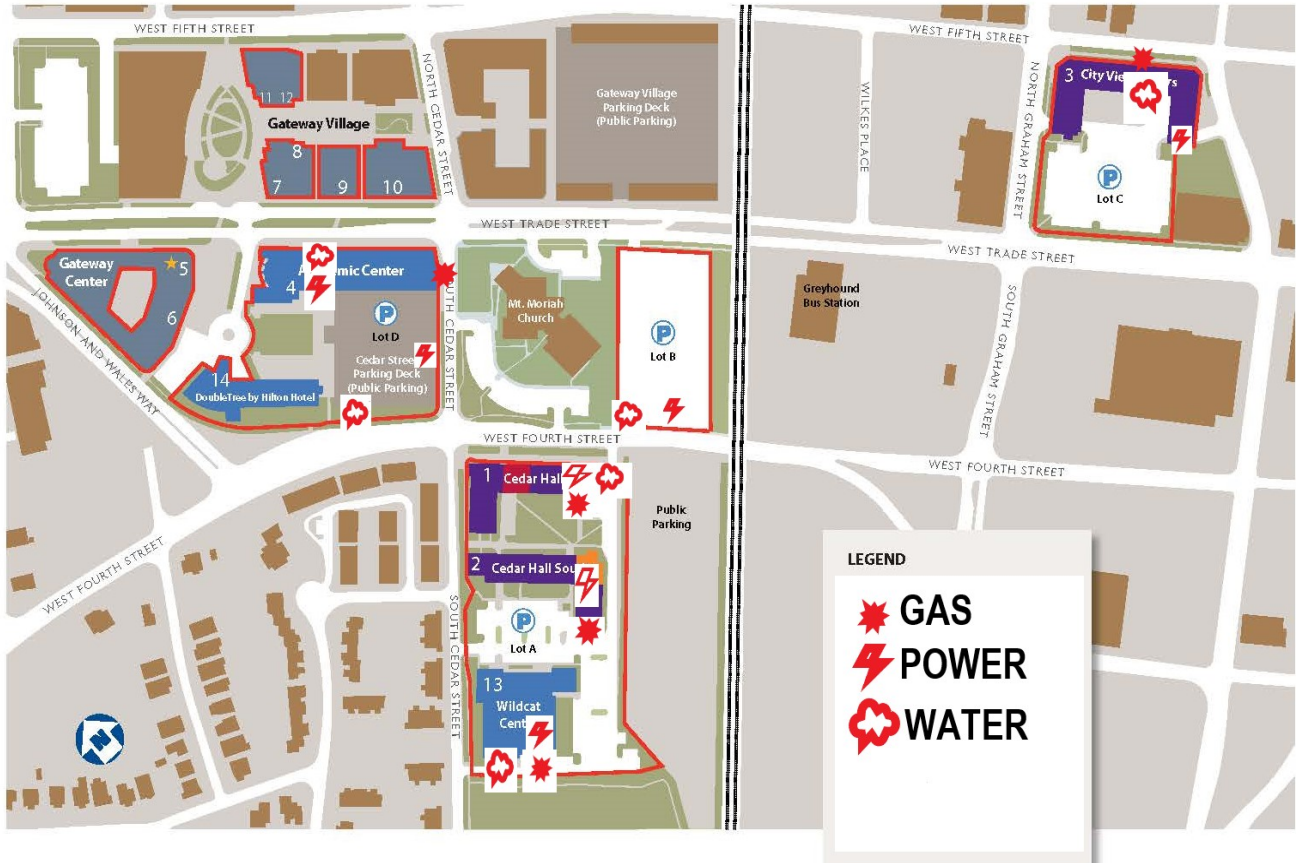 WEST FIFTH STREET
WEST FIFTH STREET
NORTH CEDAR STREET
11 12
Gateway Village
8
7
9
10
Gateway Village
Parking Deck
(Public Parking)
WILKES PLACE
NORTH GRAHAM STREET
3 City
P
Lot C
WEST TRADE STREET
WEST TRADE STREET
Gateway
Center
5
6
JOHNSON AND WALES WAY
Center
4
P
Lot D
Cedar
Parking Deck
(Public Parking)
14
DoubleTree by Hilton Hotel
SOUTH CEDAR STREET
Mt. Moriah
Church
P
Lot B
Greyhound
Bus Station
SOUTH GRAHAM STREET
WEST FOURTH STREET
WEST FOURTH STREET
WEST FOURTH STREET
1 Cedar Hall
2 Cedar Hall
Public
Parking
P
Lot A
SOUTH CEDAR STREET
13
Wildcat
N
LEGEND
GAS
POWER
WATER